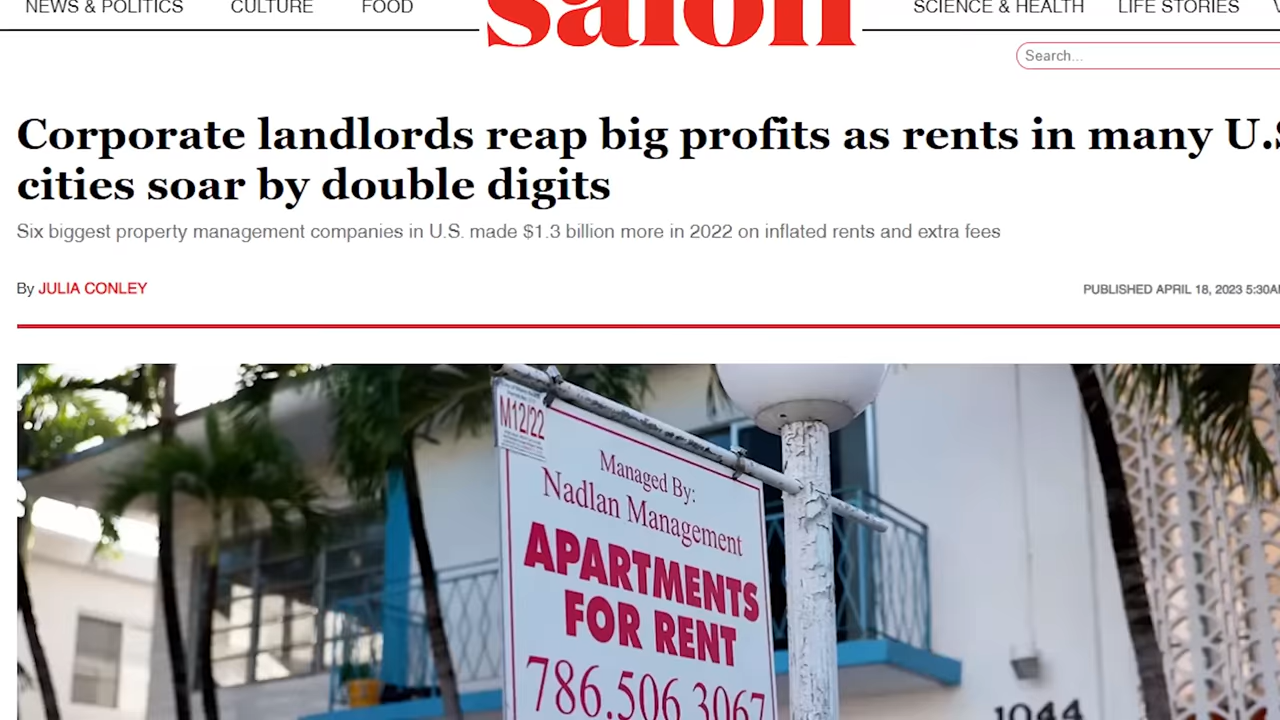 NEWS & POLITICS CULTURE FOOD salon SCIENCE & HEALTH LIFE STORIES
Search...
Corporate landlords reap big profits as rents in many U.S
cities soar by double digits
Six biggest property management companies in U.S. made $1.3 billion more in 2022 on inflated rents and extra fees
By JULIA CONLEY
PUBLISHED APRIL 18, 2023 5:30A
M12/22
Managed By:
Nadlan Management
APARTMENTS
FOR RENT
786.506.3067
1044